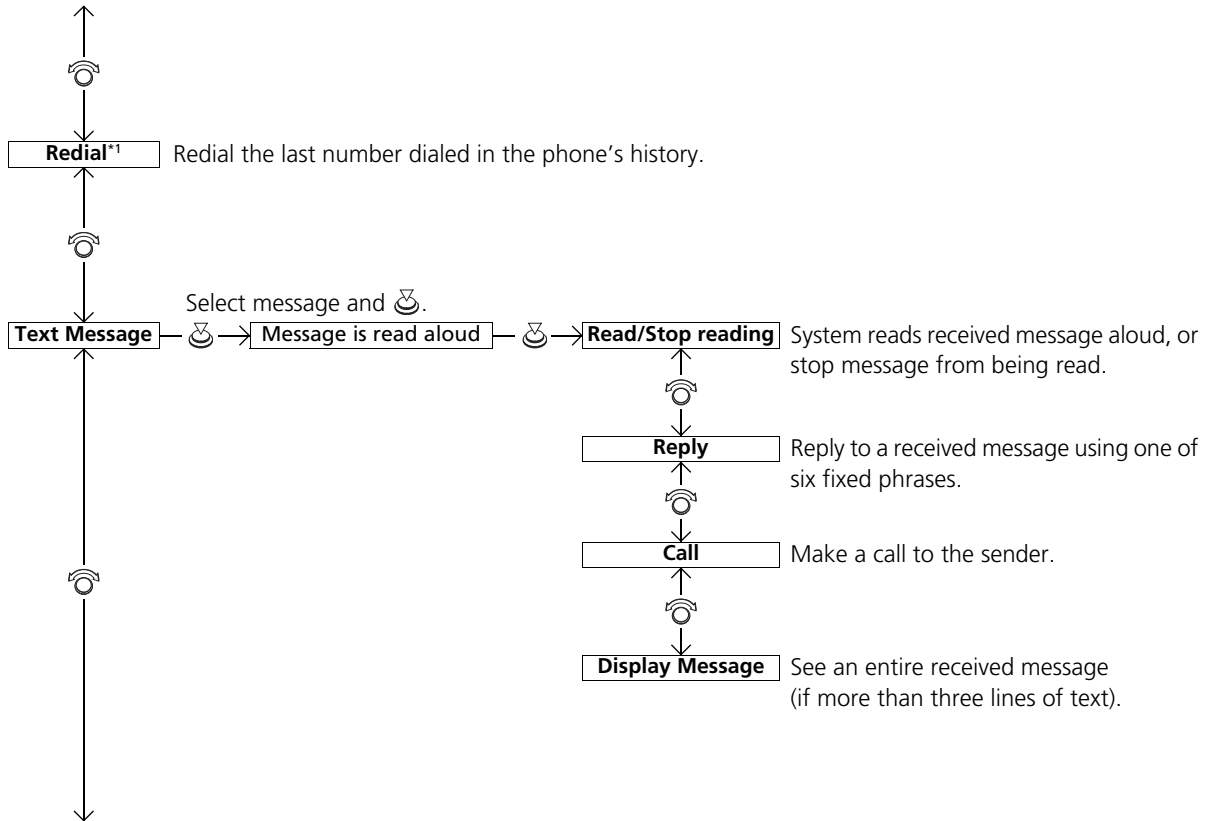 Redial*1
Redial the last number dialed in the phone’s history.
Select message and .
Text Message
Message is read aloud
Read/Stop reading
System reads received message aloud, or
stop message from being read.
Reply
Reply to a received message using one of
six fixed phrases.
Call
Make a call to the sender.
Display Message
See an entire received message
(if more than three lines of text).